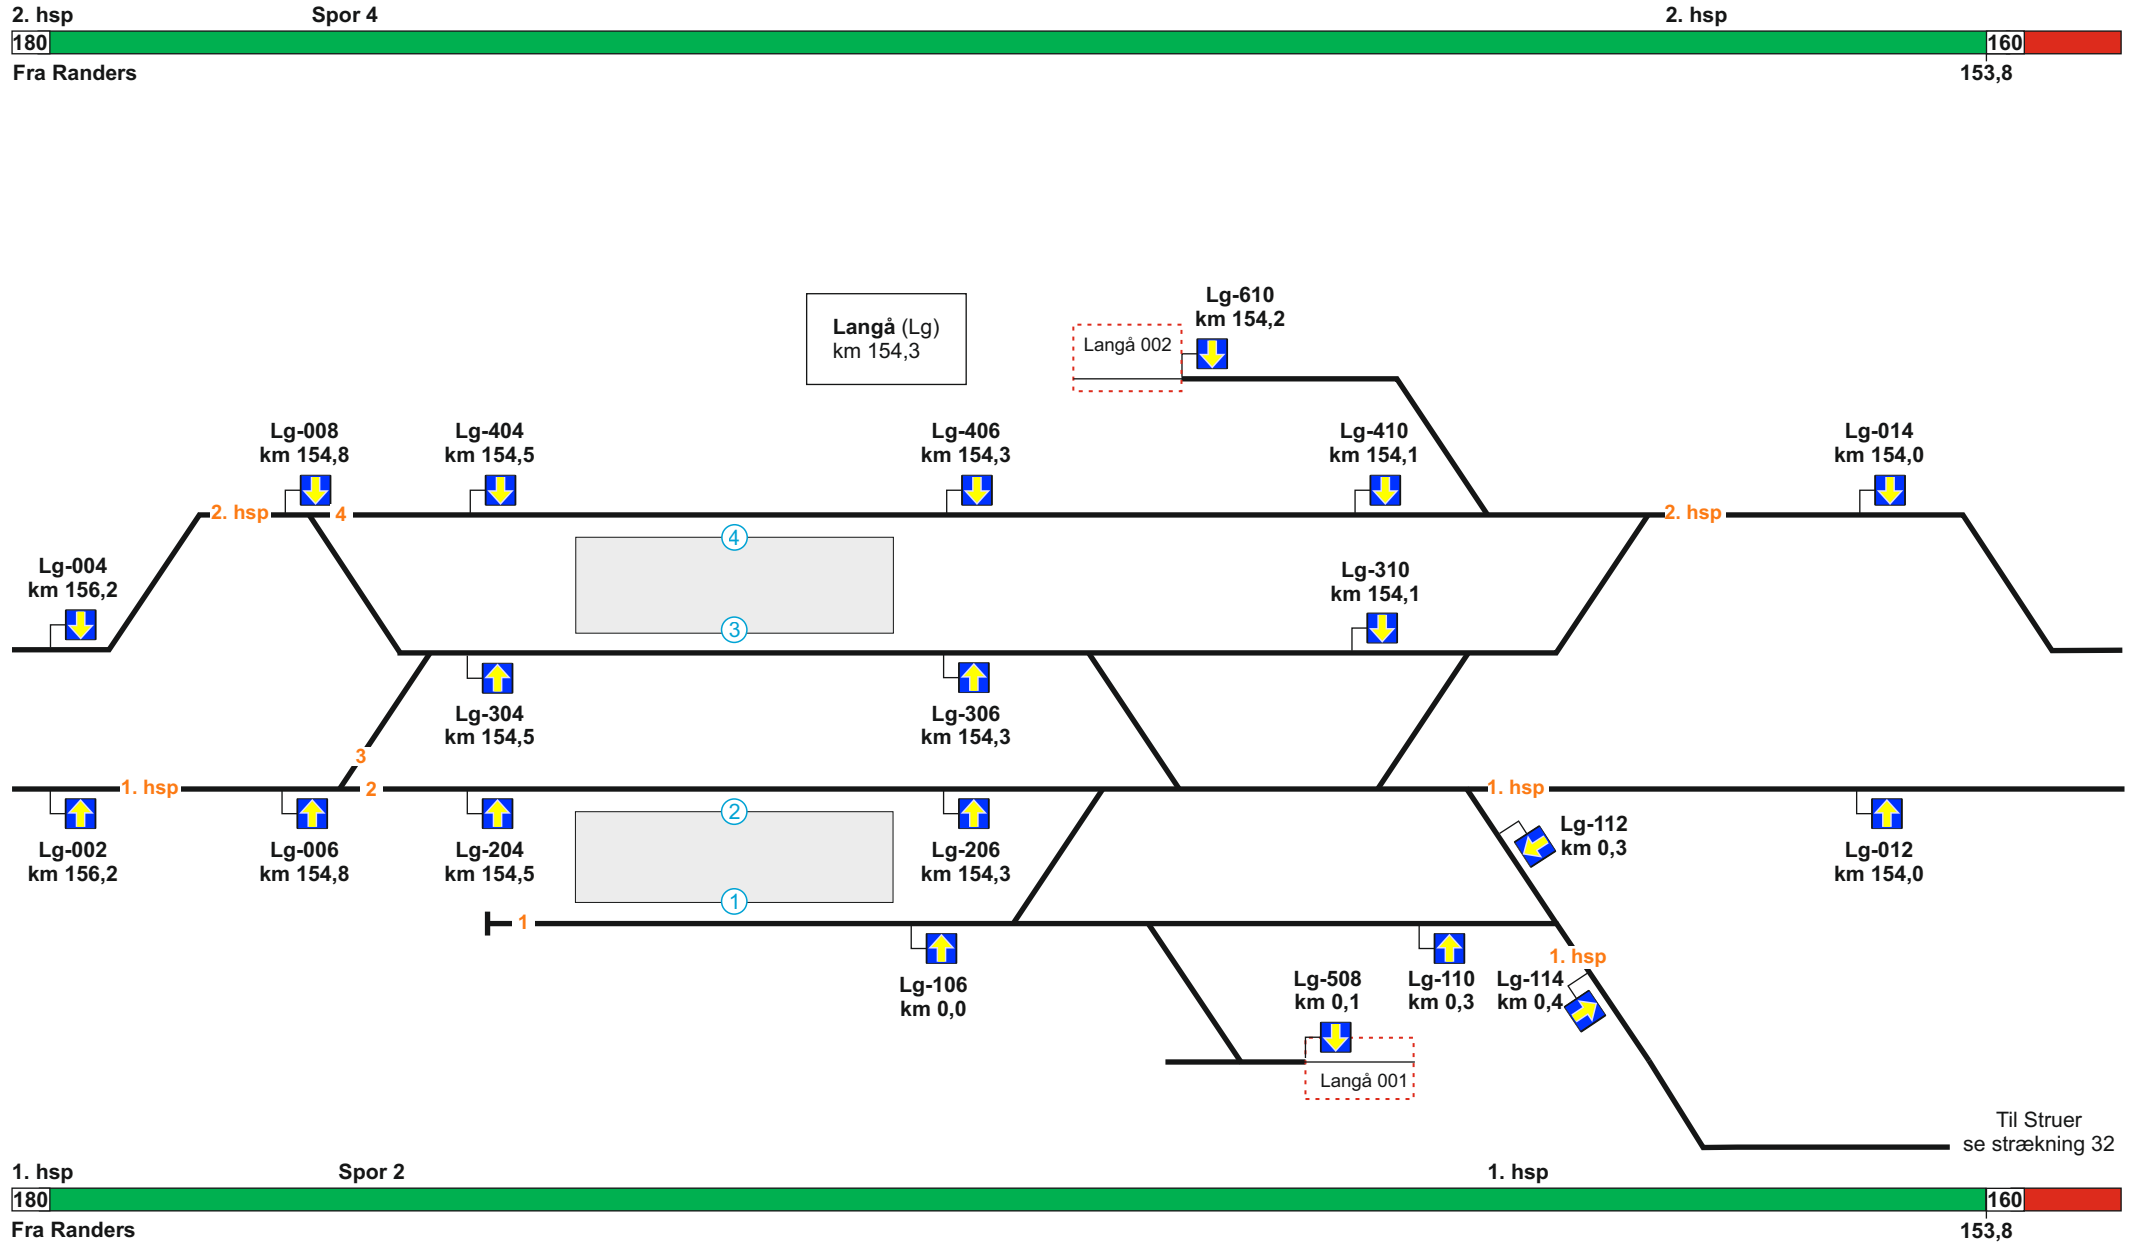 2. hsp Spor 4 2. hsp
180 160
Fra Randers 153,8
Langå (Lg)
km 154,3
Lg-610
km 154,2
Langå 002
Lg-008 Lg-404 Lg-406 Lg-410 Lg-014
km 154,8 km 154,5 km 154,3 km 154,1 km 154,0
2. hsp 4 2. hsp
4
Lg-004
km 156,2
Lg-310
km 154,1
3
Lg-304 Lg-306
km 154,5 km 154,3
3
1. hsp 2 1. hsp
2
Lg-112
km 0,3
Lg-002 Lg-006 Lg-204 Lg-206 Lg-012
km 156,2 km 154,8 km 154,5 km 154,3 km 154,0
1
1
1. hsp
Lg-106
km 0,0
Lg-508 Lg-110 Lg-114
km 0,1 km 0,3 km 0,4
Langå 001
Til Struer
se strækning 32
1. hsp Spor 2 1. hsp
180 160
Fra Randers 153,8